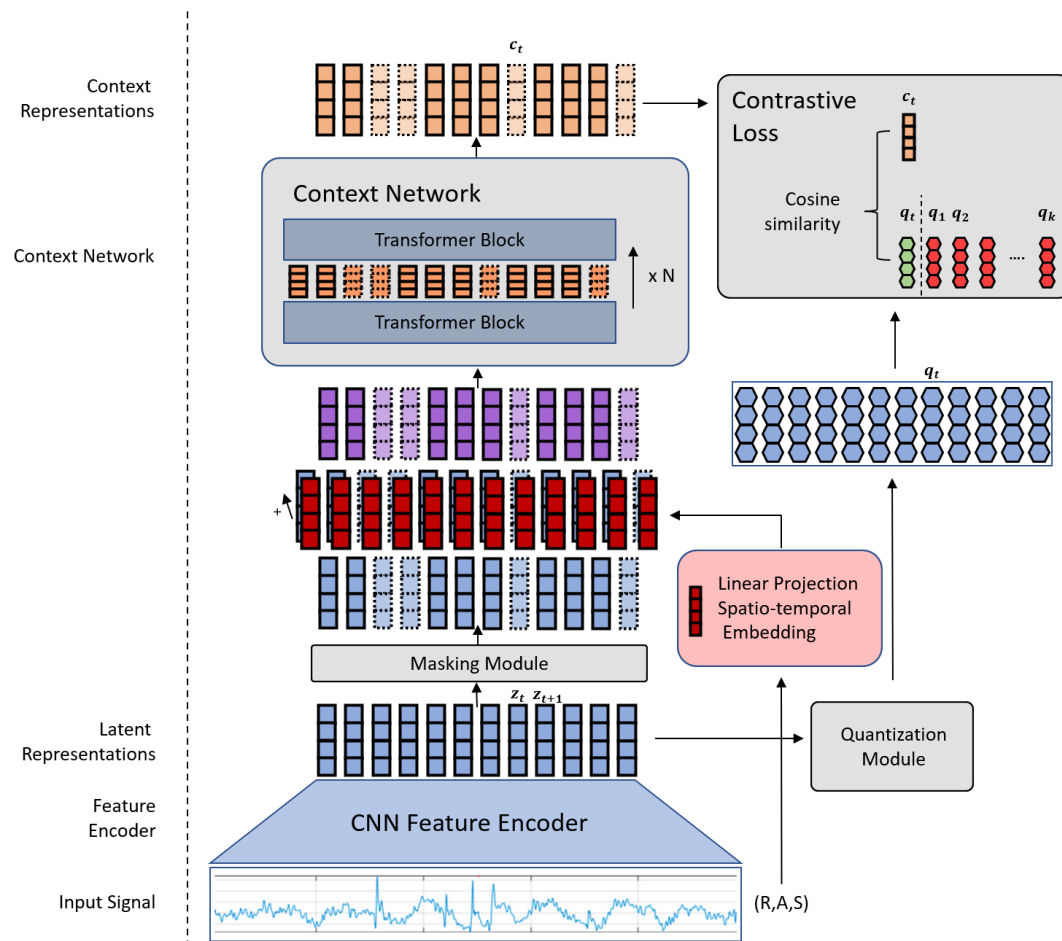 c_t
Context
Representations
Contrastive
Loss
c_t
Cosine
similarity
q_t q_1 q_2 .... q_k
Context Network
Context Network
Transformer Block
x N
Transformer Block
q_t
+
Linear Projection
Spatio-temporal
Embedding
Masking Module
z_t z_{t+1}
Latent
Representations
Quantization
Module
Feature
Encoder
CNN Feature Encoder
Input Signal
(R,A,S)